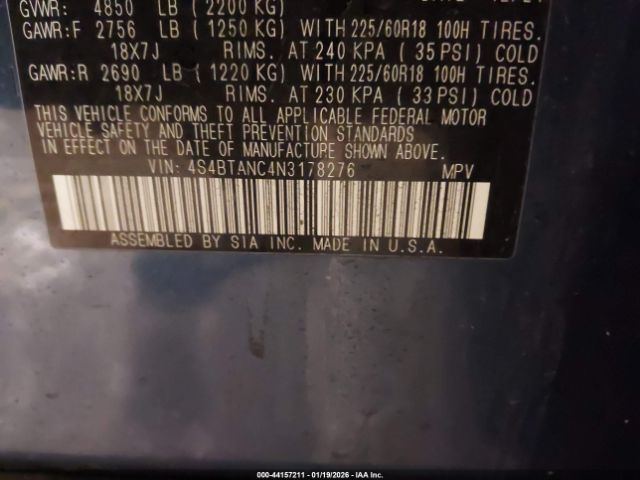 GVWR: 4850 LB ( 2200 KG)
GAWR:F 2756 LB ( 1250 KG) WITH 225/60R18 100H TIRES.
18X7J RIMS. AT 240 KPA ( 35 PSI) COLD
GAWR:R 2690 LB ( 1220 KG) WITH 225/60R18 100H TIRES.
18X7J RIMS. AT 230 KPA ( 33 PSI) COLD
THIS VEHICLE CONFORMS TO ALL APPLICABLE FEDERAL MOTOR
VEHICLE SAFETY AND THEFT PREVENTION STANDARDS
IN EFFECT ON THE DATE OF MANUFACTURE SHOWN ABOVE.
VIN: 4S4BTANC4N3178276 MPV
ASSEMBLED BY SIA INC. MADE IN U.S.A.
000-44157211 - 01/19/2026 - IAA Inc.